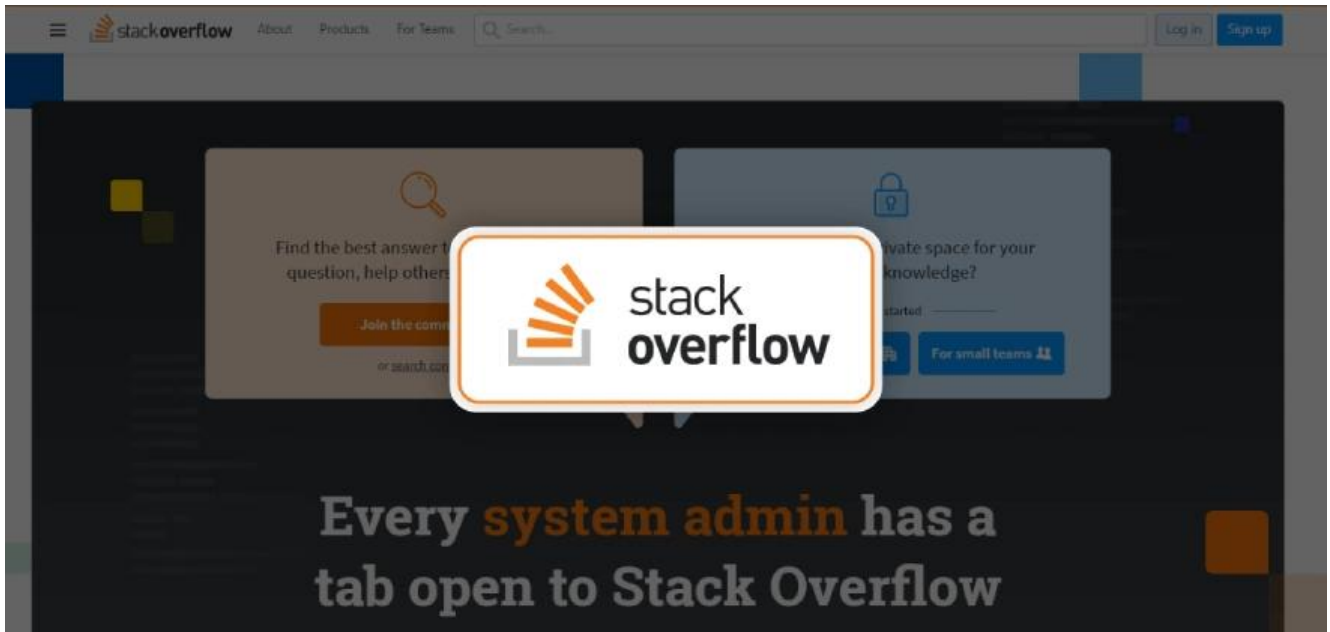 stackoverflow About Products For Teams Search... Log in Sign up
Find the best answer t
question, help others
Join the comm
or search con
ivate space for your
knowledge?
started
For small teams
stack
overflow
Every system admin has a
tab open to Stack Overflow